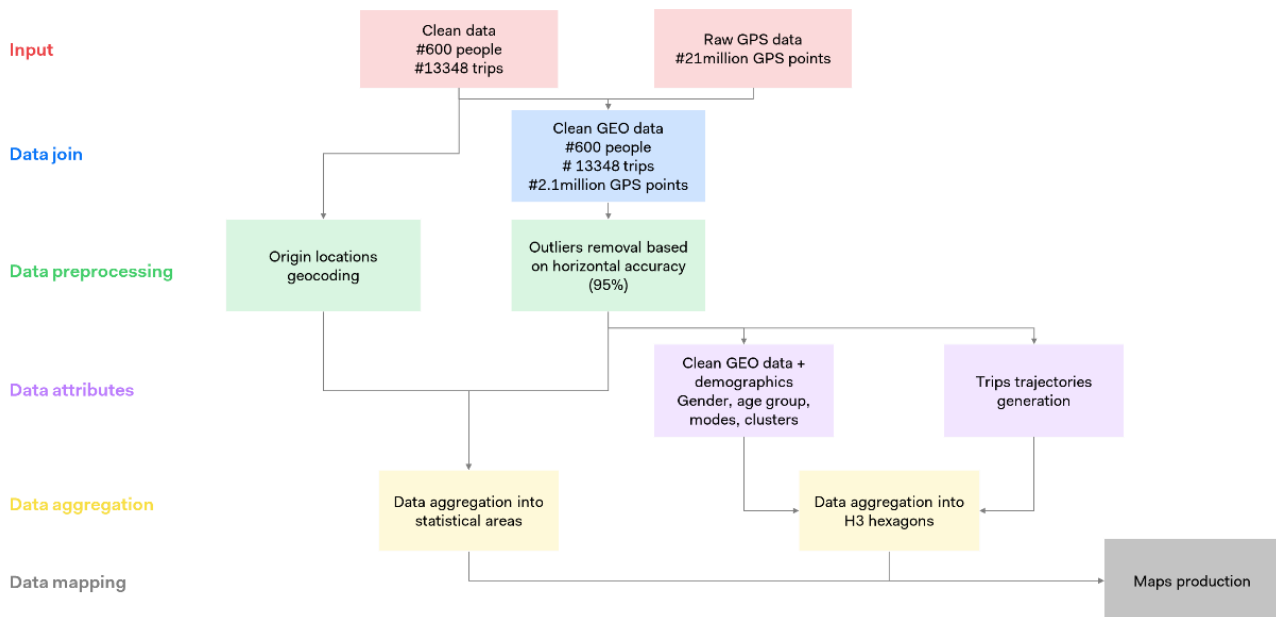 Input
Clean data
#600 people
#13348 trips
Raw GPS data
#21million GPS points
Data join
Clean GEO data
#600 people
# 13348 trips
#2.1million GPS points
Data preprocessing
Origin locations
geocoding
Outliers removal based
on horizontal accuracy
(95%)
Data attributes
Clean GEO data +
demographics
Gender, age group,
modes, clusters
Trips trajectories
generation
Data aggregation
Data aggregation into
statistical areas
Data aggregation into
H3 hexagons
Data mapping
Maps production